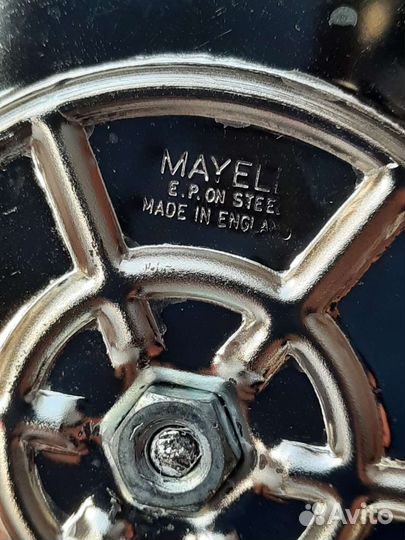 MAYELL
E.P. ON STEEL
MADE IN ENGLAND
Avito